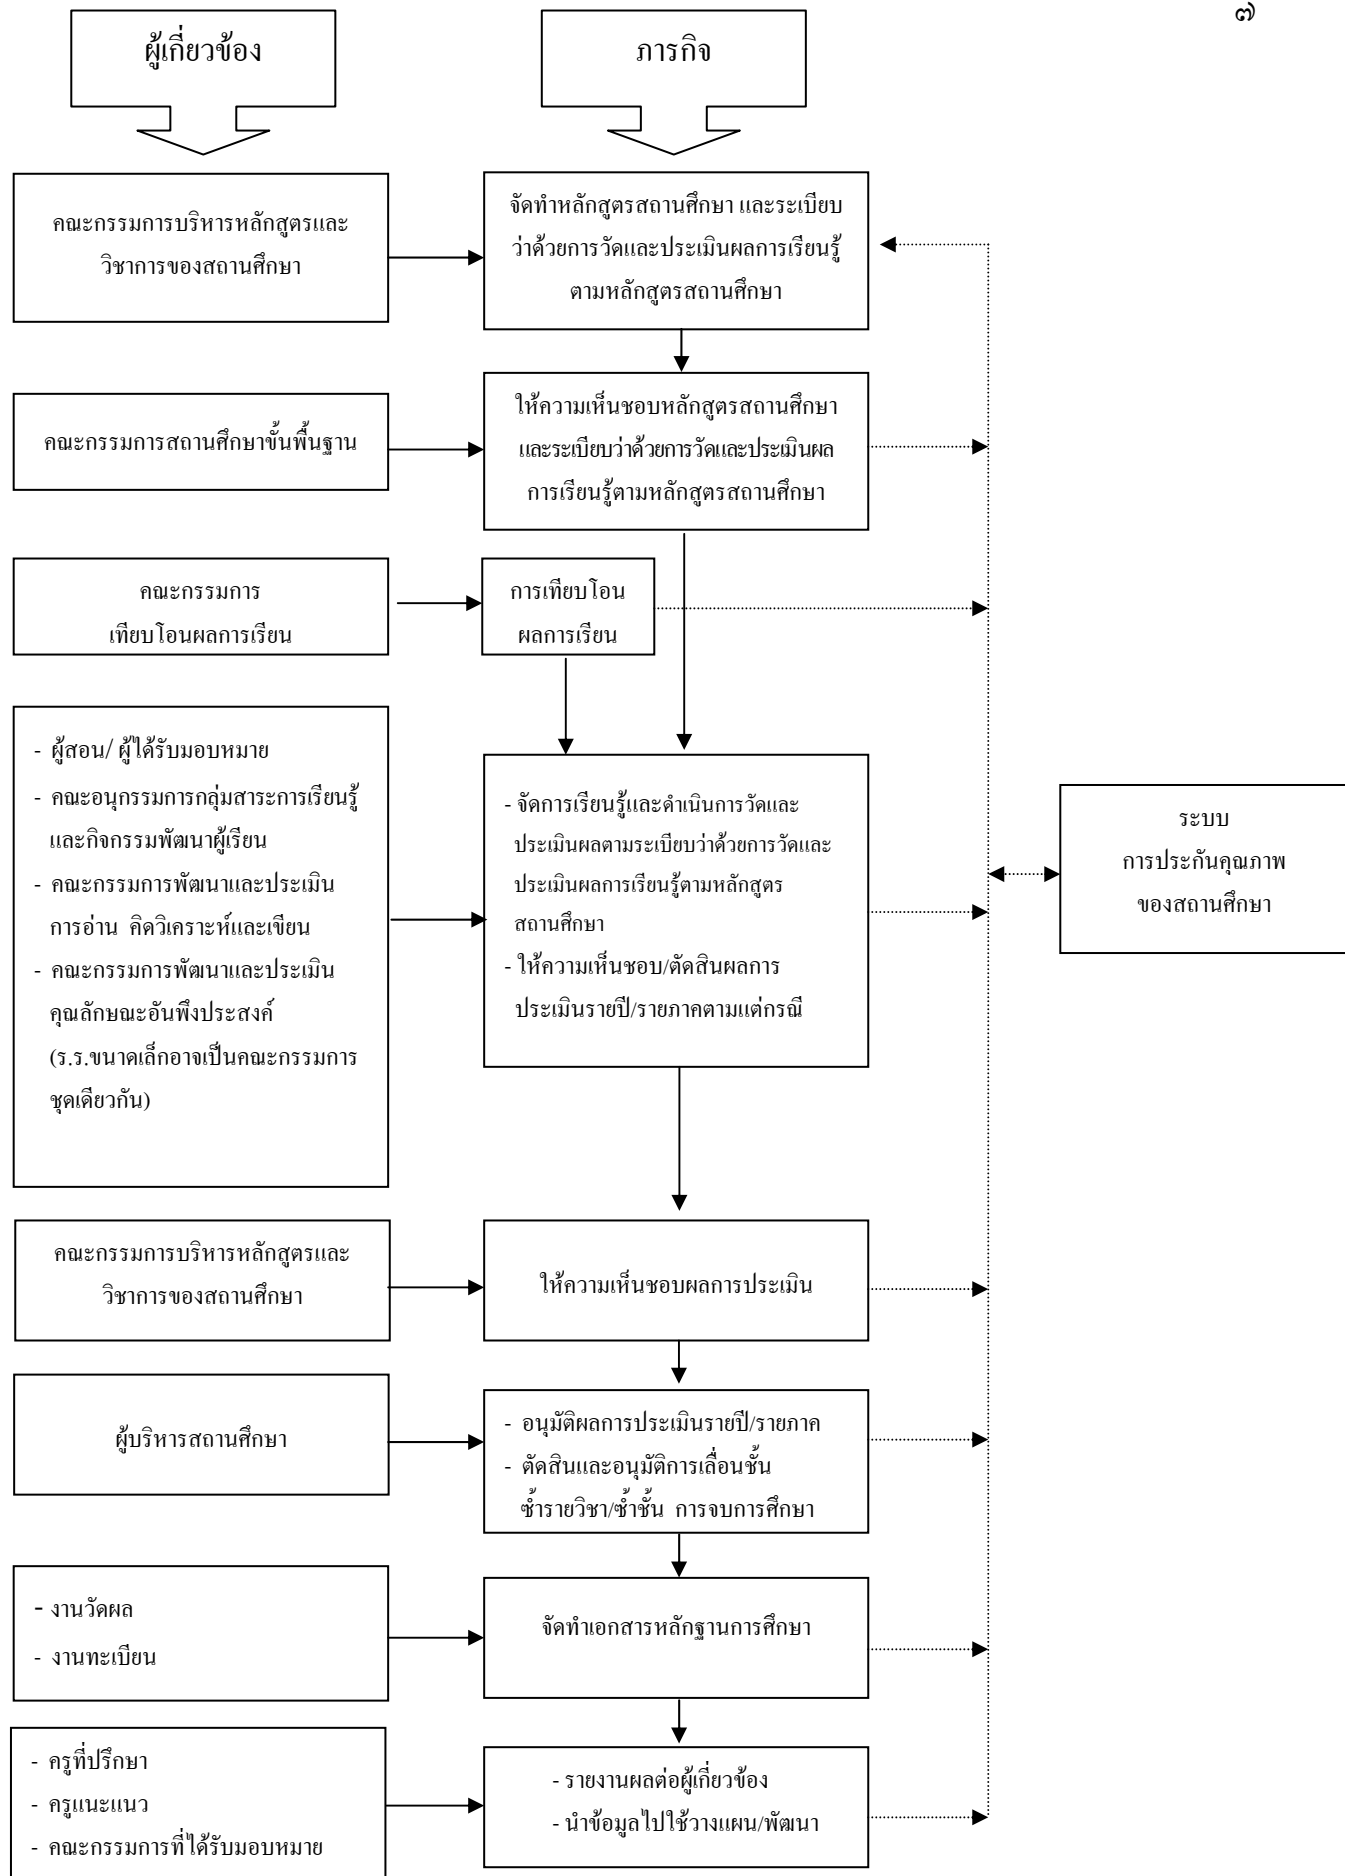 ๗
ผู้เกี่ยวข้อง
ภารกิจ
คณะกรรมการบริหารหลักสูตรและ
วิชาการของสถานศึกษา
จัดทำหลักสูตรสถานศึกษา และระเบียบ
ว่าด้วยการวัดและประเมินผลการเรียนรู้
ตามหลักสูตรสถานศึกษา
คณะกรรมการสถานศึกษาขั้นพื้นฐาน
ให้ความเห็นชอบหลักสูตรสถานศึกษา
และระเบียบว่าด้วยการวัดและประเมินผล
การเรียนรู้ตามหลักสูตรสถานศึกษา
คณะกรรมการ
เทียบโอนผลการเรียน
การเทียบโอน
ผลการเรียน
- ผู้สอน/ ผู้ได้รับมอบหมาย
- คณะอนุกรรมการกลุ่มสาระการเรียนรู้
และกิจกรรมพัฒนาผู้เรียน
- คณะกรรมการพัฒนาและประเมิน
การอ่าน คิดวิเคราะห์และเขียน
- คณะกรรมการพัฒนาและประเมิน
คุณลักษณะอันพึงประสงค์
(ร.ร.ขนาดเล็กอาจเป็นคณะกรรมการ
ชุดเดียวกัน)
- จัดการเรียนรู้และดำเนินการวัดและ
ประเมินผลตามระเบียบว่าด้วยการวัดและ
ประเมินผลการเรียนรู้ตามหลักสูตร
สถานศึกษา
- ให้ความเห็นชอบ/ตัดสินผลการ
ประเมินรายปี/รายภาคตามแต่กรณี
ระบบ
การประกันคุณภาพ
ของสถานศึกษา
คณะกรรมการบริหารหลักสูตรและ
วิชาการของสถานศึกษา
ให้ความเห็นชอบผลการประเมิน
ผู้บริหารสถานศึกษา
- อนุมัติผลการประเมินรายปี/รายภาค
- ตัดสินและอนุมัติการเลื่อนชั้น
ซ้ำรายวิชา/ซ้ำชั้น การจบการศึกษา
- งานวัดผล
- งานทะเบียน
จัดทำเอกสารหลักฐานการศึกษา
- ครูที่ปรึกษา
- ครูแนะแนว
- คณะกรรมการที่ได้รับมอบหมาย
- รายงานผลต่อผู้เกี่ยวข้อง
- นำข้อมูลไปใช้วางแผน/พัฒนา